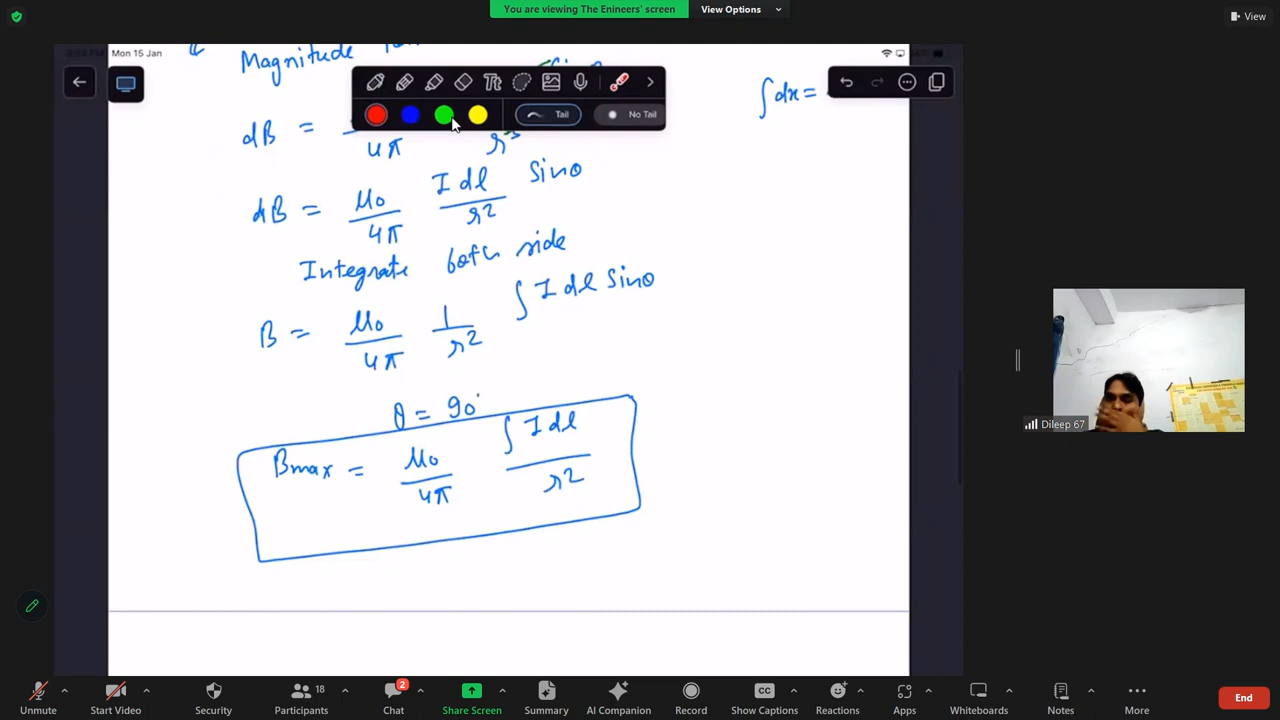 You are viewing The Enineers' screen
View Options
View
Mon 15 Jan
Magnitude
∫dx =
Tail
No Tail
dB = 4π r³
dB = μ₀/4π I dl/r² Sinθ
Integrate both side
B = μ₀/4π 1/r² ∫ I dl Sinθ
θ = 90°
Bmax = μ₀/4π ∫ I dl/r²
Dileep 67
Unmute
Start Video
Security
18
Participants
2
Chat
Share Screen
Summary
AI Companion
Record
CC
Show Captions
Reactions
Apps
Whiteboards
Notes
More
End